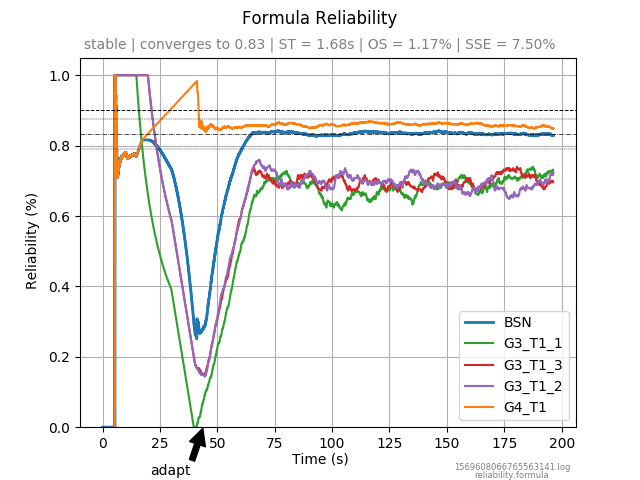 Formula Reliability
stable | converges to 0.83 | ST = 1.68s | OS = 1.17% | SSE = 7.50%
Reliability (%)
1.0
0.8
0.6
0.4
0.2
0.0
BSN
G3_T1_1
G3_T1_3
G3_T1_2
G4_T1
0 25 50 75 100 125 150 175 200
adapt
Time (s)
1569608066765563141.log
reliability.formula